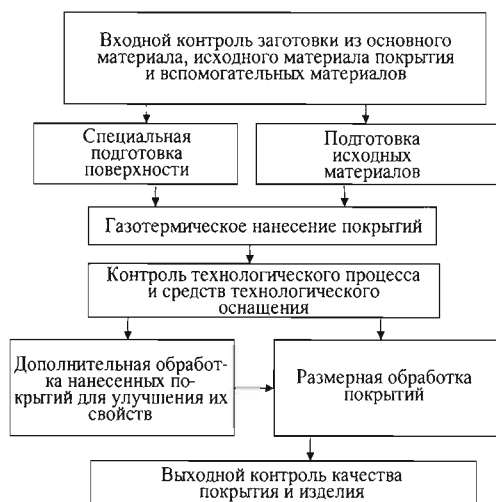 Входной контроль заготовки из основного
материала, исходного материала покрытия
и вспомогательных материалов
Специальная
подготовка
поверхности
Подготовка
исходных
материалов
Газотермическое нанесение покрытий
Контроль технологического процесса
и средств технологического
оснащения
Дополнительная обработ-
ка нанесенных по-
крытий для улучшения их
свойств
Размерная обработка
покрытий
Выходной контроль качества
покрытия и изделия